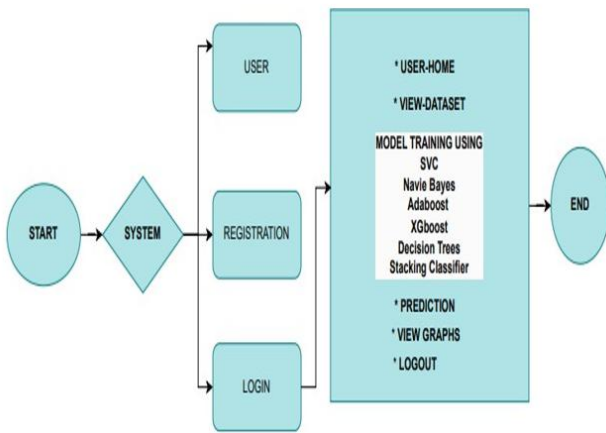 START
SYSTEM
USER
REGISTRATION
LOGIN
* USER-HOME
* VIEW-DATASET
MODEL TRAINING USING
SVC
Navie Bayes
Adaboost
XGboost
Decision Trees
Stacking Classifier
* PREDICTION
* VIEW GRAPHS
* LOGOUT
END